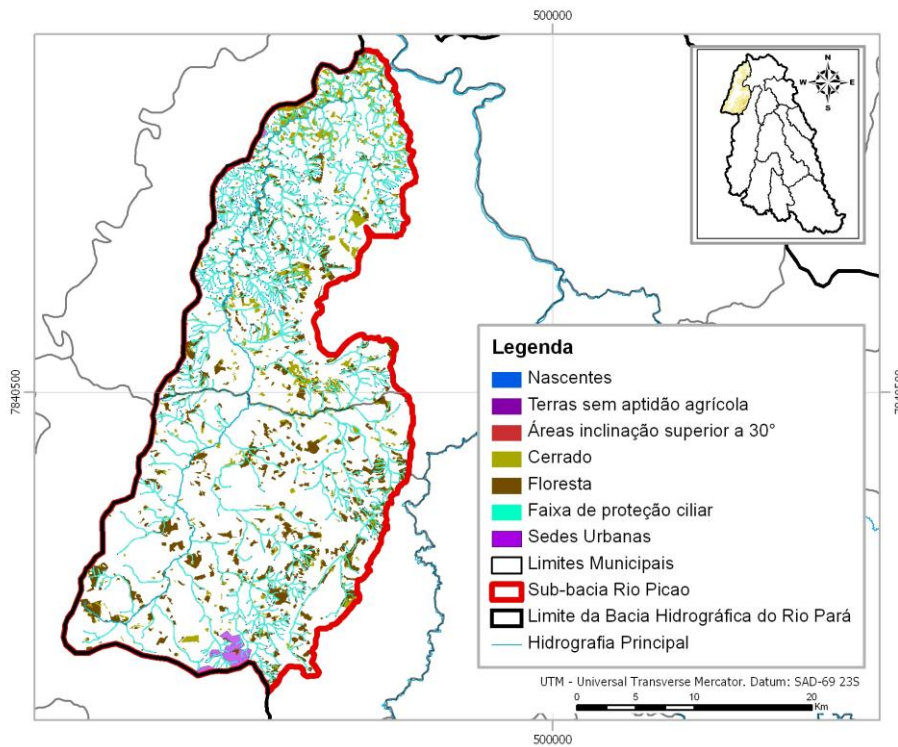 500000
N
W E
S
7840500
7840500
Legenda
Nascentes
Terras sem aptidão agrícola
Áreas inclinação superior a 30°
Cerrado
Floresta
Faixa de proteção ciliar
Sedes Urbanas
Limites Municipais
Sub-bacia Rio Picao
Limite da Bacia Hidrográfica do Rio Pará
Hidrografia Principal
UTM - Universal Transverse Mercator. Datum: SAD-69 23S
0 5 10 20
Km
500000